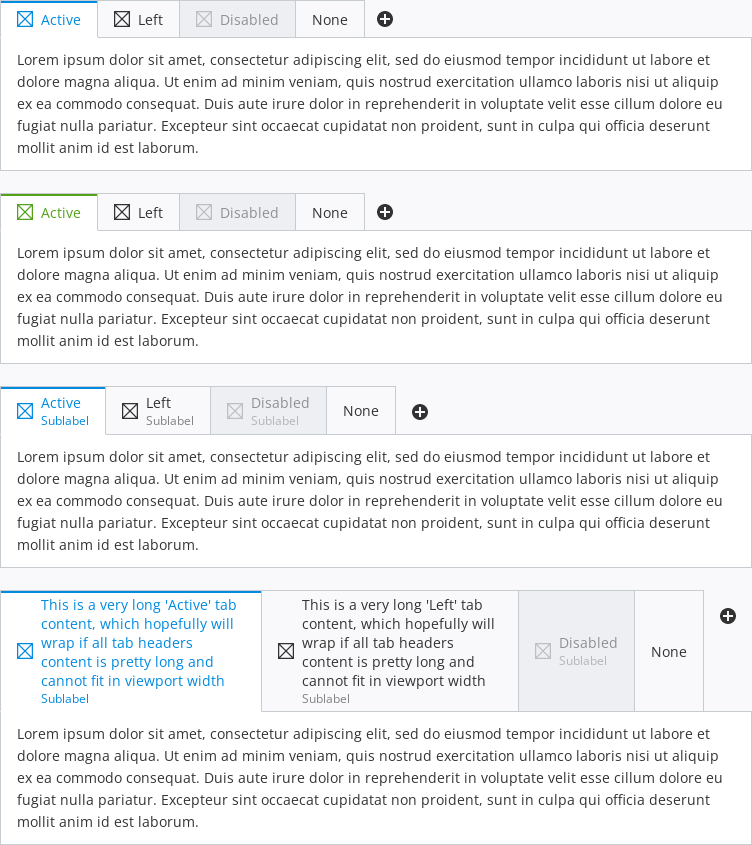 Active Left Disabled None
Lorem ipsum dolor sit amet, consectetur adipiscing elit, sed do eiusmod tempor incididunt ut labore et
dolore magna aliqua. Ut enim ad minim veniam, quis nostrud exercitation ullamco laboris nisi ut aliquip
ex ea commodo consequat. Duis aute irure dolor in reprehenderit in voluptate velit esse cillum dolore eu
fugiat nulla pariatur. Excepteur sint occaecat cupidatat non proident, sunt in culpa qui officia deserunt
mollit anim id est laborum.
Active Left Disabled None
Lorem ipsum dolor sit amet, consectetur adipiscing elit, sed do eiusmod tempor incididunt ut labore et
dolore magna aliqua. Ut enim ad minim veniam, quis nostrud exercitation ullamco laboris nisi ut aliquip
ex ea commodo consequat. Duis aute irure dolor in reprehenderit in voluptate velit esse cillum dolore eu
fugiat nulla pariatur. Excepteur sint occaecat cupidatat non proident, sunt in culpa qui officia deserunt
mollit anim id est laborum.
Active
Sublabel
Left
Sublabel
Disabled
Sublabel
None
Lorem ipsum dolor sit amet, consectetur adipiscing elit, sed do eiusmod tempor incididunt ut labore et
dolore magna aliqua. Ut enim ad minim veniam, quis nostrud exercitation ullamco laboris nisi ut aliquip
ex ea commodo consequat. Duis aute irure dolor in reprehenderit in voluptate velit esse cillum dolore eu
fugiat nulla pariatur. Excepteur sint occaecat cupidatat non proident, sunt in culpa qui officia deserunt
mollit anim id est laborum.
This is a very long 'Active' tab
content, which hopefully will
wrap if all tab headers
content is pretty long and
cannot fit in viewport width
Sublabel
This is a very long 'Left' tab
content, which hopefully will
wrap if all tab headers
content is pretty long and
cannot fit in viewport width
Sublabel
Disabled
Sublabel
None
Lorem ipsum dolor sit amet, consectetur adipiscing elit, sed do eiusmod tempor incididunt ut labore et
dolore magna aliqua. Ut enim ad minim veniam, quis nostrud exercitation ullamco laboris nisi ut aliquip
ex ea commodo consequat. Duis aute irure dolor in reprehenderit in voluptate velit esse cillum dolore eu
fugiat nulla pariatur. Excepteur sint occaecat cupidatat non proident, sunt in culpa qui officia deserunt
mollit anim id est laborum.